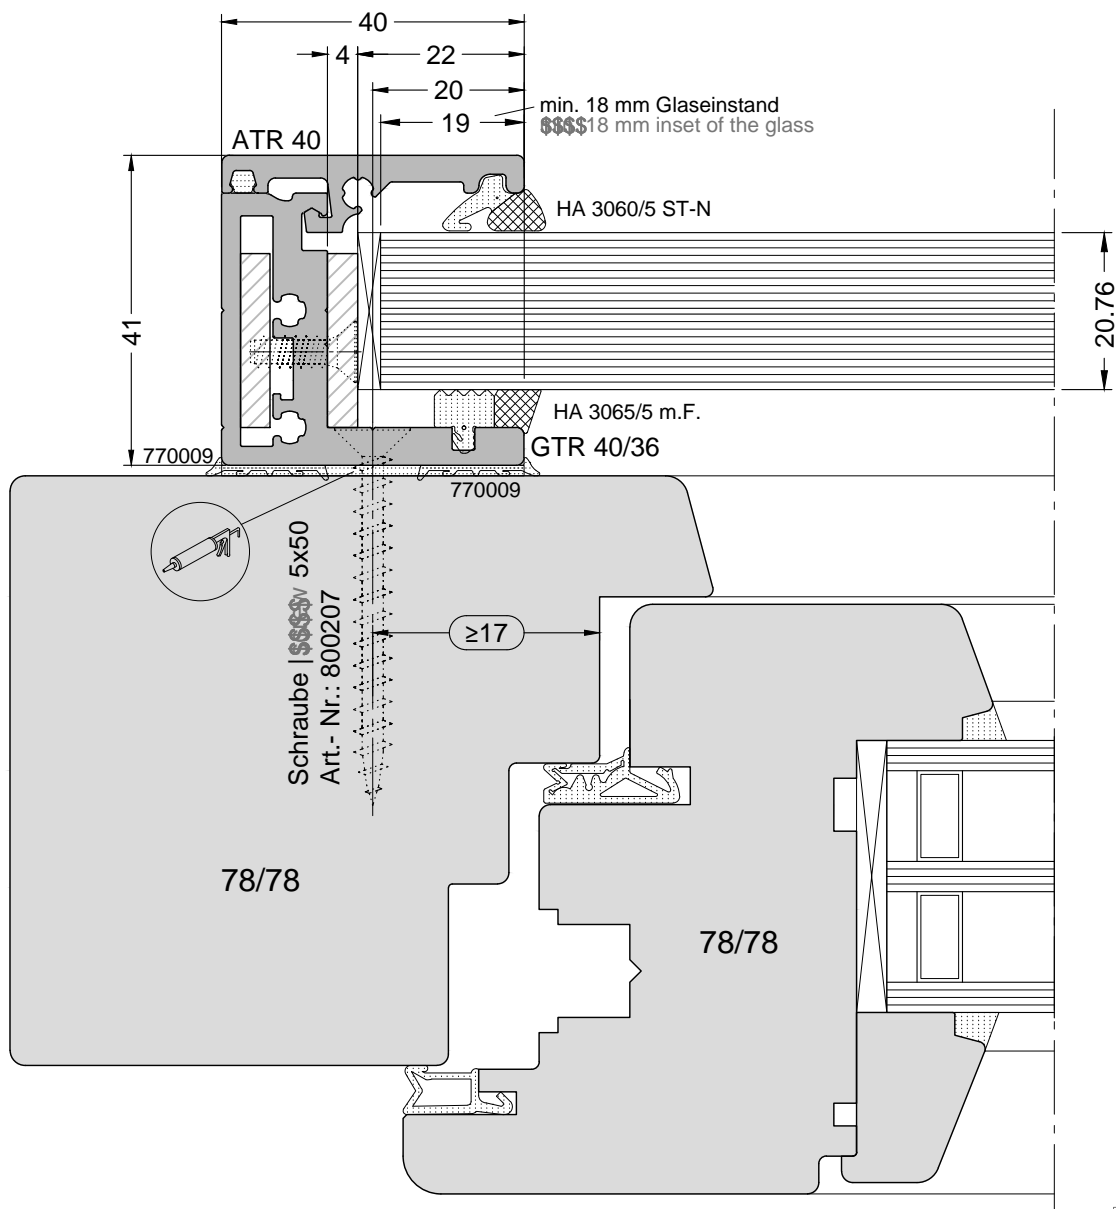 40
4
22
20
19
min. 18 mm Glaseinstand
18 mm inset of the glass
ATR 40
HA 3060/5 ST-N
41
20.76
HA 3065/5 m.F.
GTR 40/36
770009
770009
Schraube | 5x50
Art.- Nr.: 800207
≥17
78/78
78/78